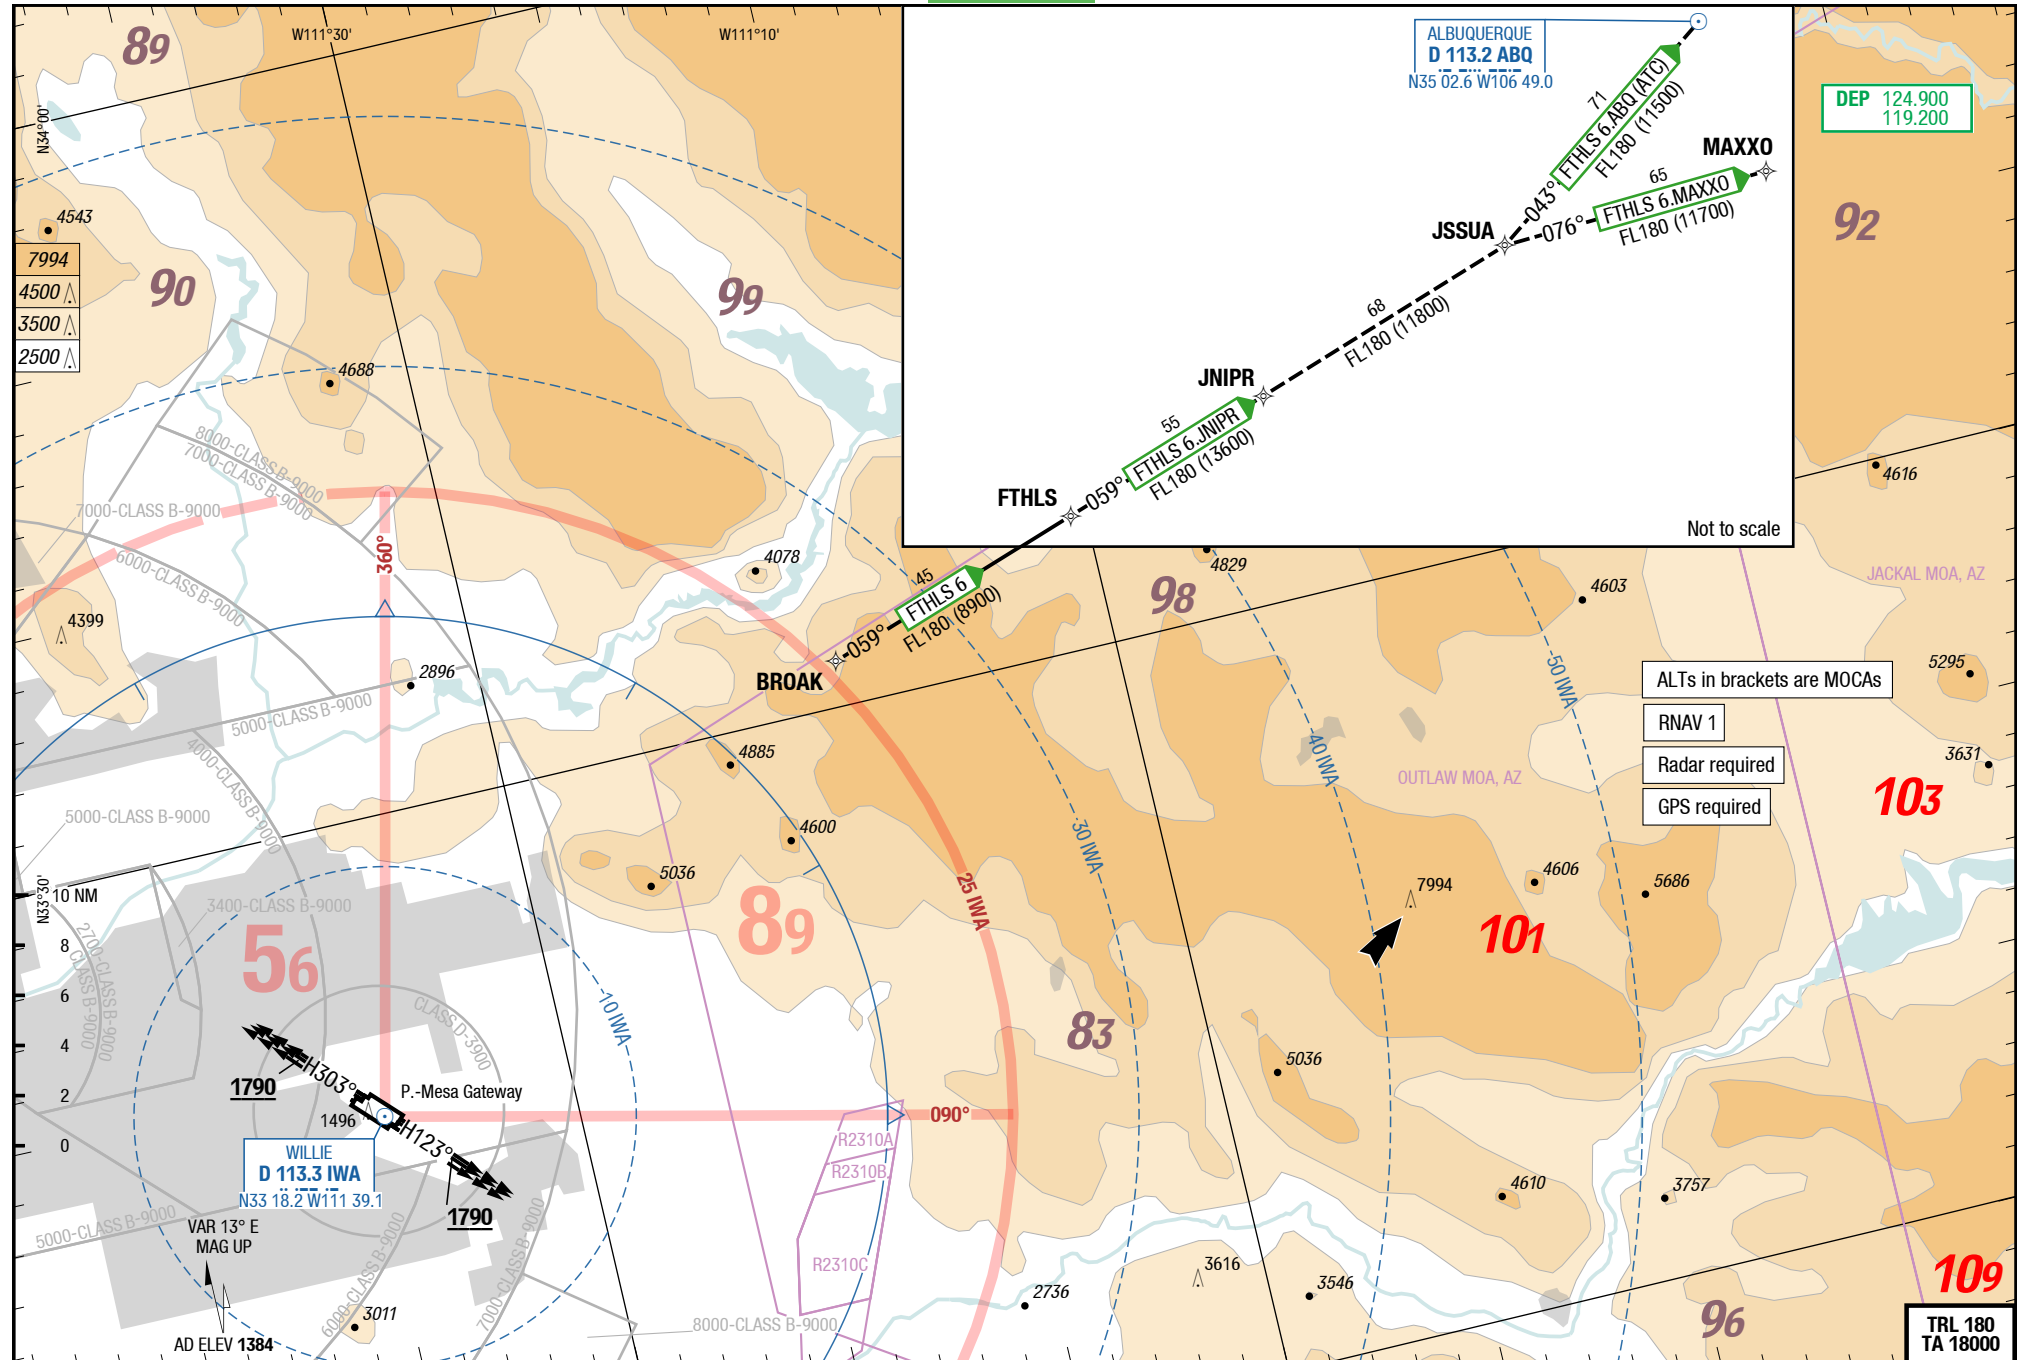 89
W111°30'
W111°10'
N34°00'
ALBUQUERQUE
D 113.2 ABQ
N35 02.6 W106 49.0
71
FTHLS 6.ABQ (ATC)
FL180 (11500)
043°
MAXXO
65
FTHLS 6.MAXXO
FL180 (11700)
076°
JSSUA
68
FL180 (11800)
JNIPR
55
FTHLS 6.JNIPR
FL180 (13600)
059°
FTHLS
Not to scale
DEP 124.900
119.200
92
4543
7994
4500
3500
2500
90
99
4688
8000-CLASS B-9000
7000-CLASS B-9000
7000-CLASS B-9000
6000-CLASS B-9000
360°
4078
4399
2896
5000-CLASS B-9000
4000-CLASS B-9000
45
FTHLS 6
FL180 (8900)
059°
BROAK
4829
98
4616
4603
JACKAL MOA, AZ
50 IWA
ALTs in brackets are MOCAs
RNAV 1
Radar required
GPS required
5295
3631
103
4885
4600
5036
40 IWA
OUTLAW MOA, AZ
30 IWA
25 IWA
5000-CLASS B-9000
N33°30'
10 NM
8
6
4
2
0
3400-CLASS B-9000
2700-CLASS B-9000
CLASS B-9000
56
89
7994
4606
5686
101
83
5036
CLASS D-3900
10 IWA
H303°
1790
P.-Mesa Gateway
1496
H123°
1790
090°
WILLIE
D 113.3 IWA
N33 18.2 W111 39.1
R2310A
R2310B
R2310C
5000-CLASS B-9000
VAR 13° E
MAG UP
6000-CLASS B-9000
7000-CLASS B-9000
8000-CLASS B-9000
3011
AD ELEV 1384
2736
3616
3546
4610
3757
96
109
TRL 180
TA 18000